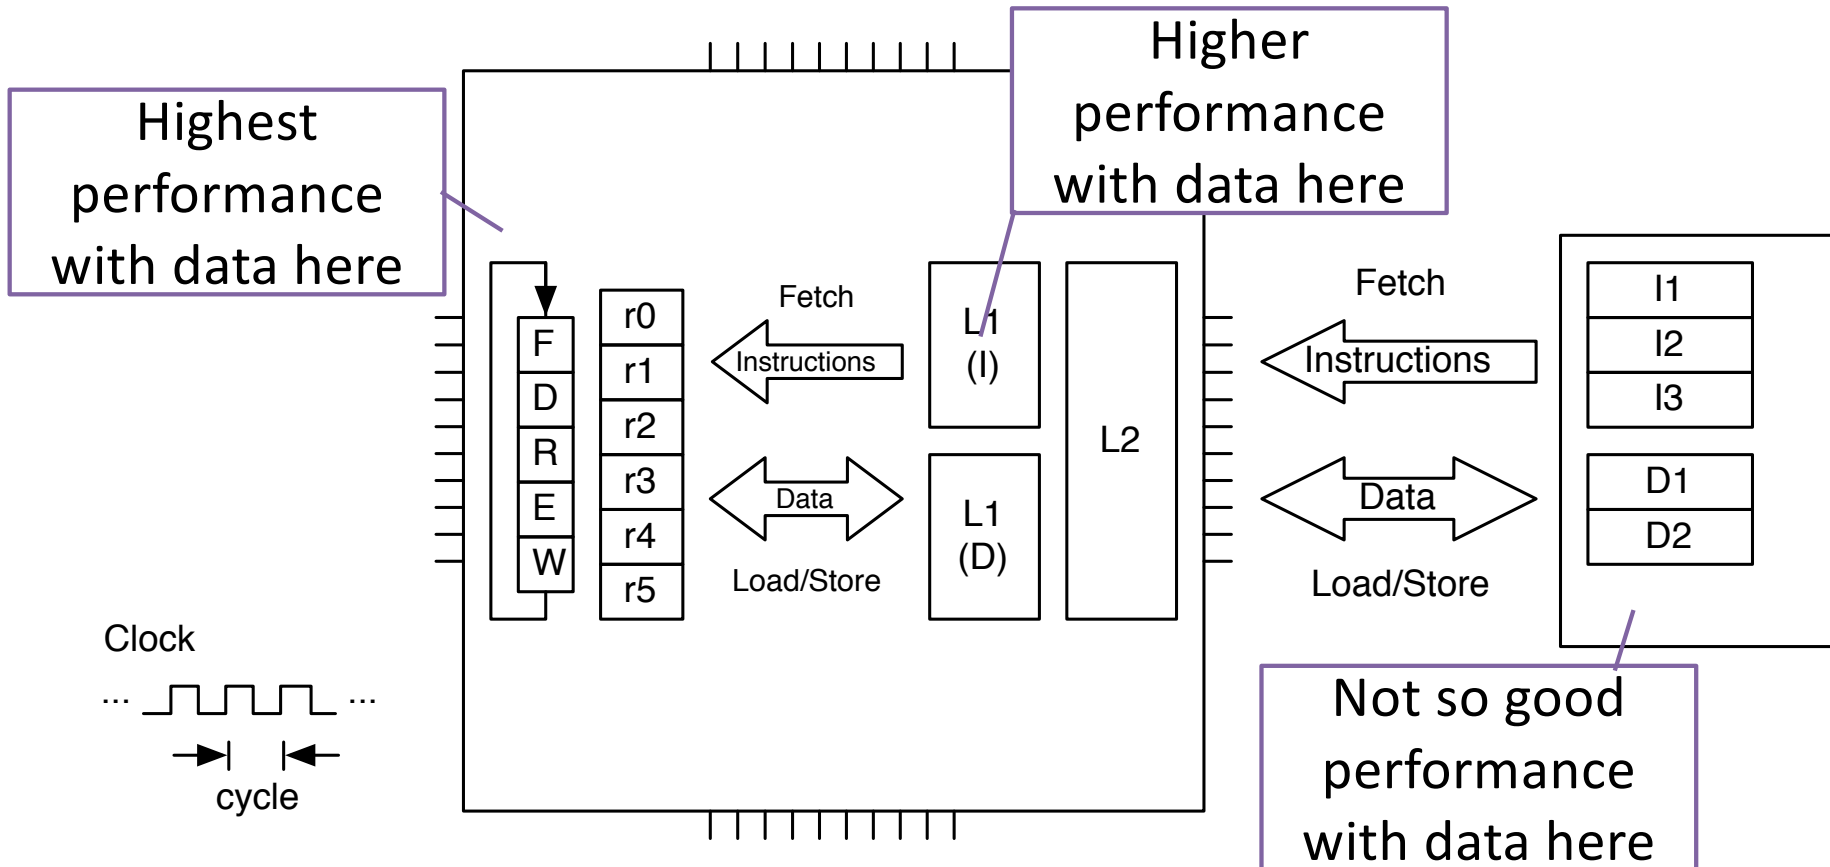 Highest
performance
with data here
Higher
performance
with data here
F
D
R
E
W
r0
r1
r2
r3
r4
r5
Fetch
Instructions
Data
Load/Store
L1
(I)
L1
(D)
L2
Fetch
Instructions
Data
Load/Store
I1
I2
I3
D1
D2
Clock
... ...
cycle
Not so good
performance
with data here